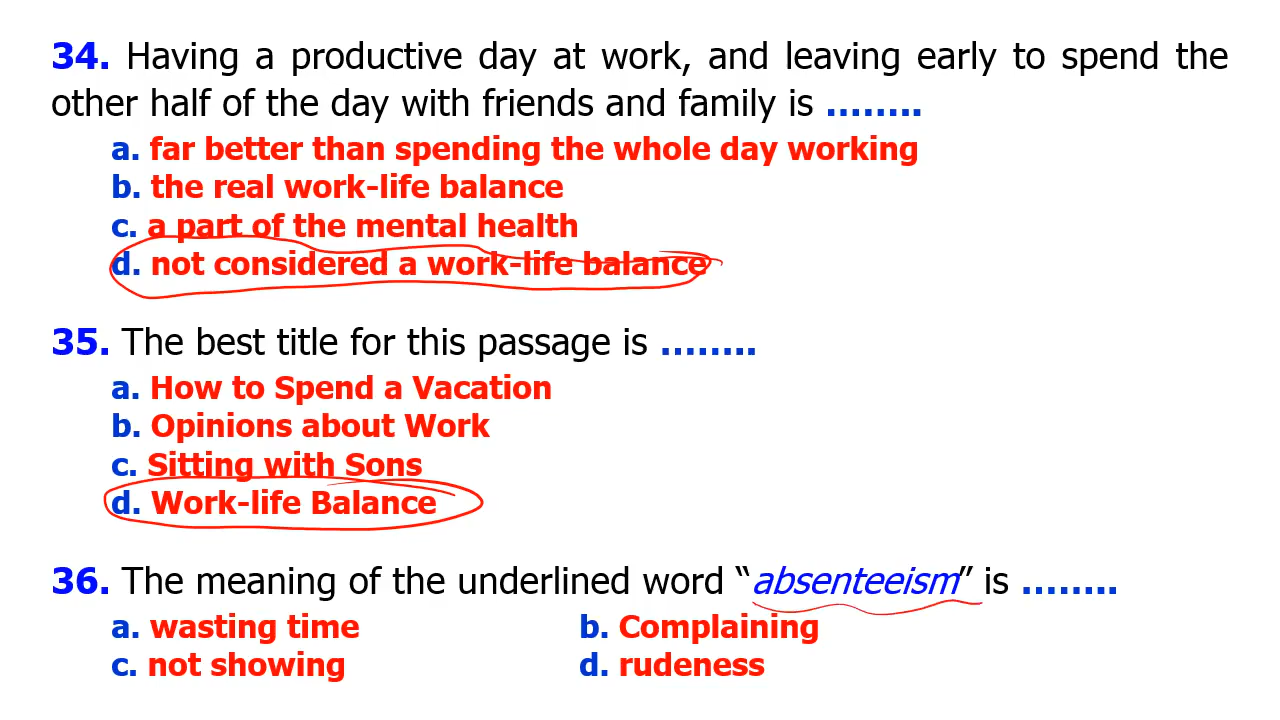 34. Having a productive day at work, and leaving early to spend the
other half of the day with friends and family is ........
a. far better than spending the whole day working
b. the real work-life balance
c. a part of the mental health
d. not considered a work-life balance
35. The best title for this passage is ........
a. How to Spend a Vacation
b. Opinions about Work
c. Sitting with Sons
d. Work-life Balance
36. The meaning of the underlined word “absenteeism” is ........
a. wasting time b. Complaining
c. not showing d. rudeness